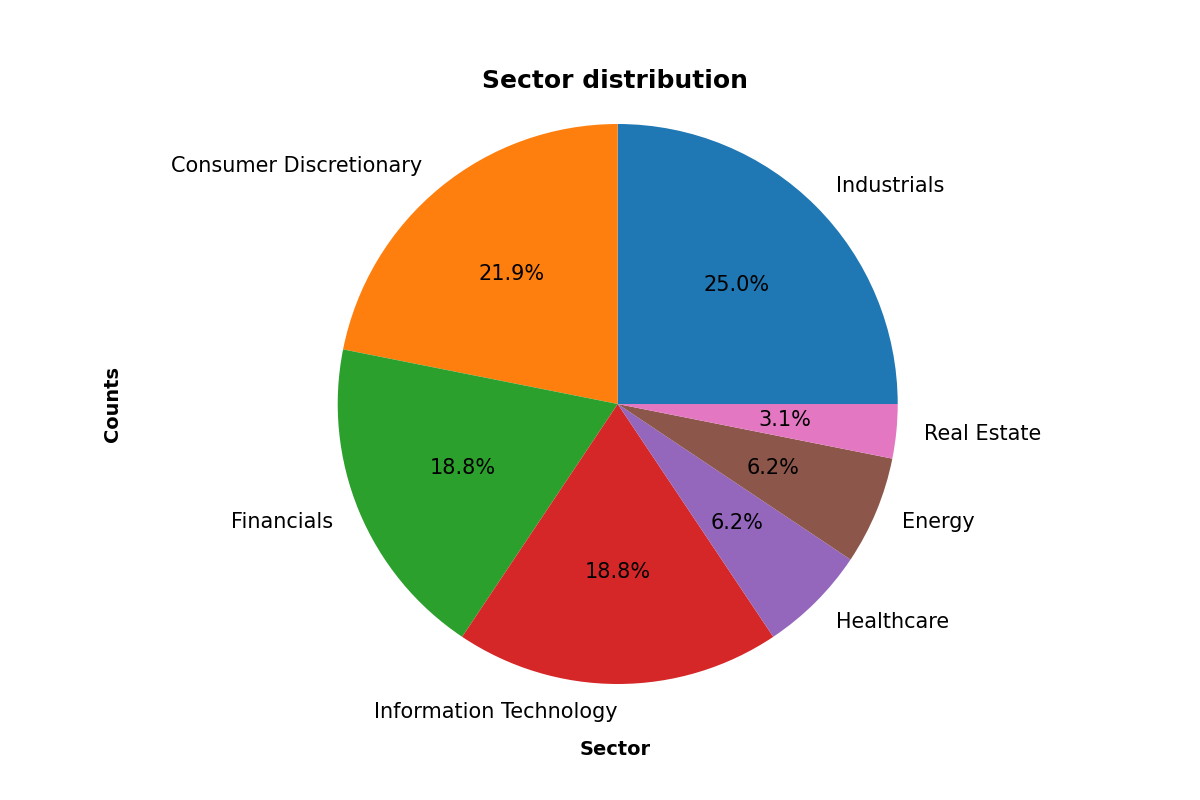 Sector distribution
Consumer Discretionary
Industrials
21.9%
25.0%
Counts
3.1%
Real Estate
18.8%
6.2%
Financials
6.2%
Energy
18.8%
Healthcare
Information Technology
Sector